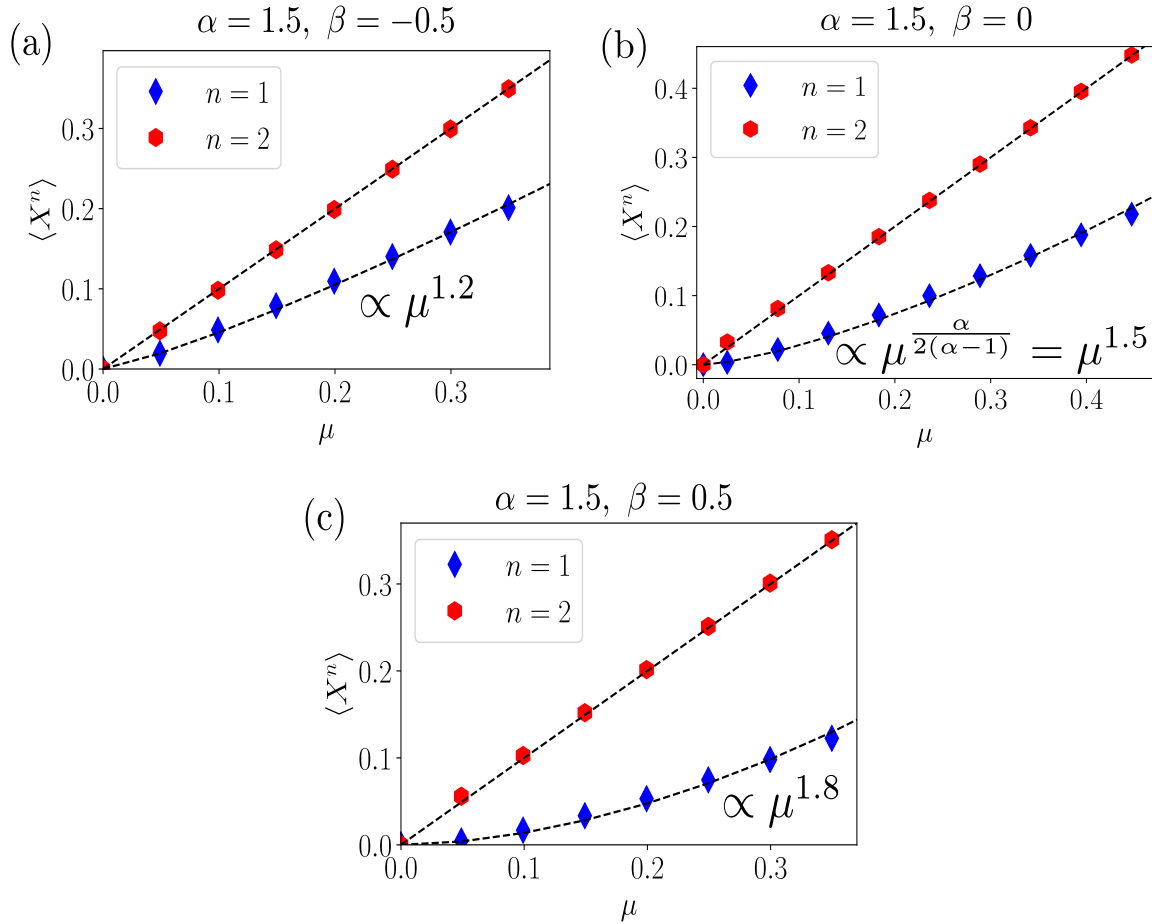 (a)
α = 1.5, β = −0.5
n = 1
n = 2
⟨Xⁿ⟩
0.3
0.2
0.1
0.0
∝ μ^1.2
0.0 0.1 0.2 0.3
μ
(b)
α = 1.5, β = 0
n = 1
n = 2
⟨Xⁿ⟩
0.4
0.3
0.2
0.1
0.0
∝ μ^(α/(2(α−1))) = μ^1.5
0.0 0.1 0.2 0.3 0.4
μ
(c)
α = 1.5, β = 0.5
n = 1
n = 2
⟨Xⁿ⟩
0.3
0.2
0.1
0.0
∝ μ^1.8
0.0 0.1 0.2 0.3
μ